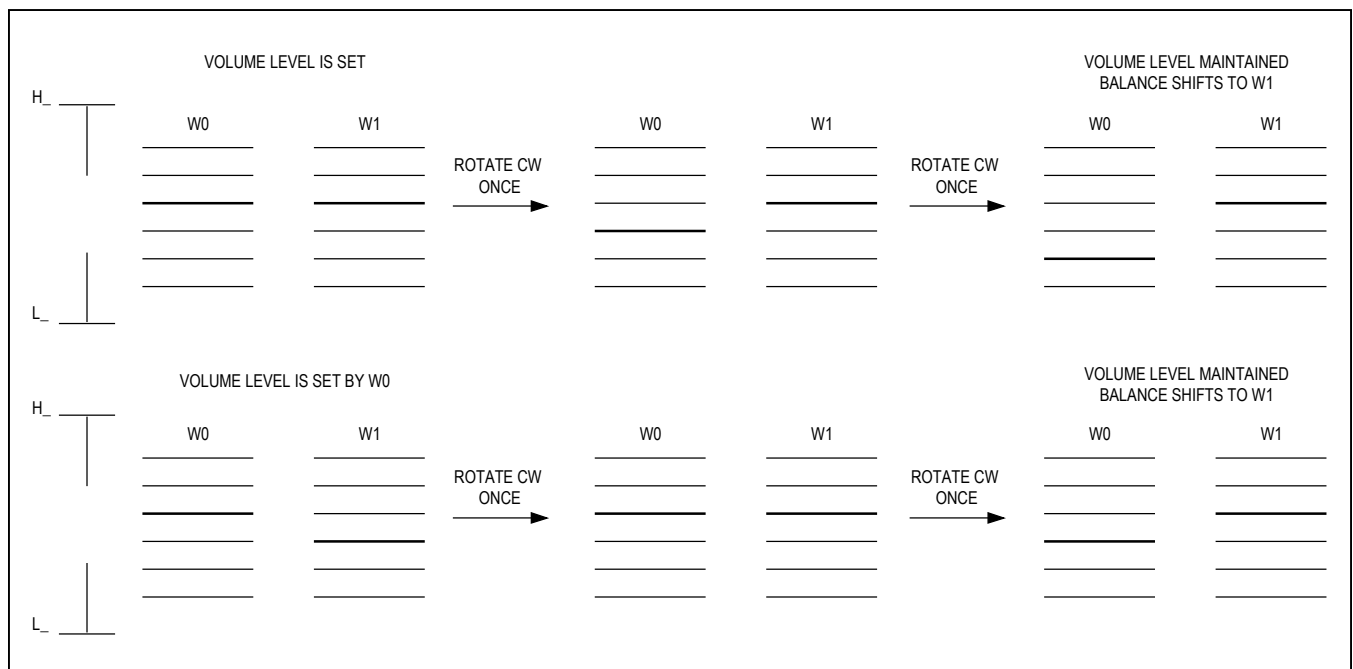 VOLUME LEVEL IS SET
VOLUME LEVEL MAINTAINED
BALANCE SHIFTS TO W1
H_
W0
W1
W0
W1
W0
W1
ROTATE CW
ONCE
ROTATE CW
ONCE
L_
VOLUME LEVEL IS SET BY W0
VOLUME LEVEL MAINTAINED
BALANCE SHIFTS TO W1
H_
W0
W1
W0
W1
W0
W1
ROTATE CW
ONCE
ROTATE CW
ONCE
L_